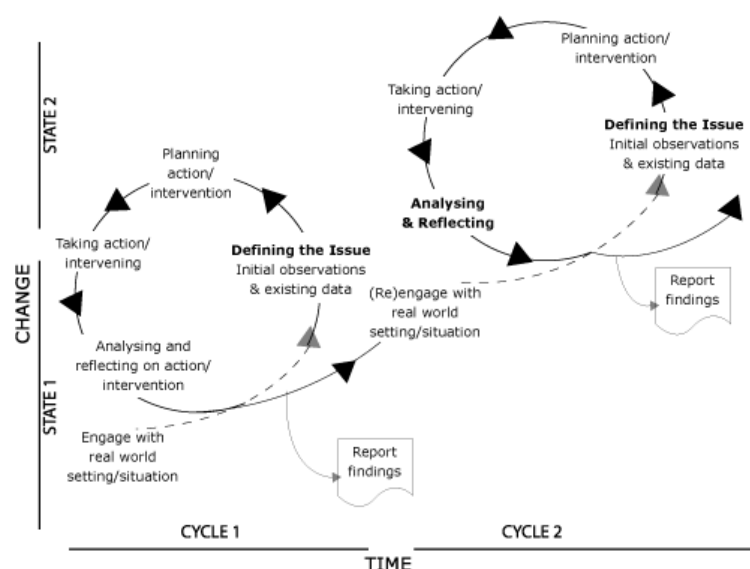 CHANGE
STATE 2
STATE 1
Planning
action/
intervention
Taking action/
intervening
Defining the Issue
Initial observations
& existing data
Analysing and
reflecting on action/
intervention
Engage with
real world
setting/situation
Report
findings
Planning action/
intervention
Taking action/
intervening
Defining the Issue
Initial observations
& existing data
Analysing
& Reflecting
(Re)engage with
real world
setting/situation
Report
findings
CYCLE 1
CYCLE 2
TIME